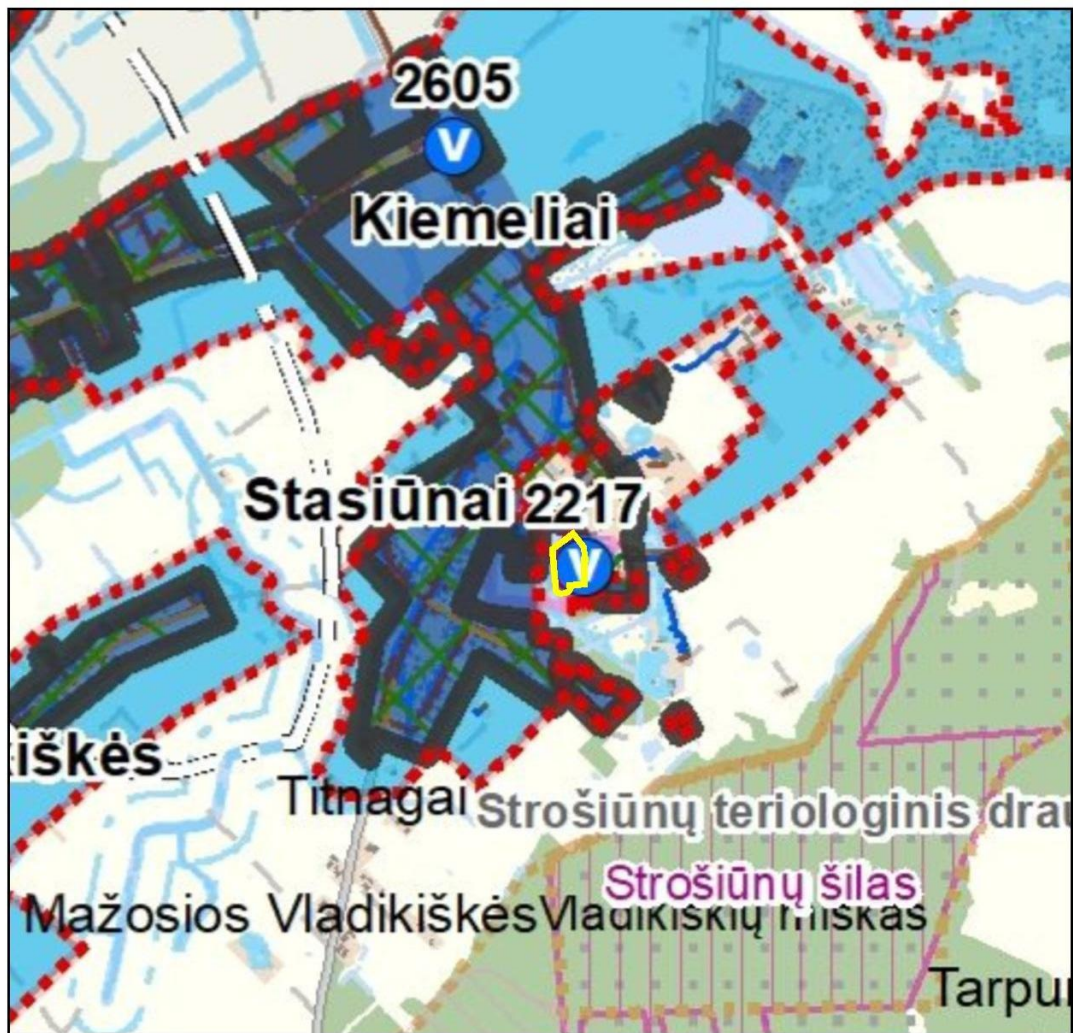 2605
V
Kiemeliai
Stasiūnai 2217
V
iškės
Titnagai
Strošiūnų teriologinis drau
Strošiūnų šilas
Mažosios Vladikiškės Vladikiškių miškas
Tarpu